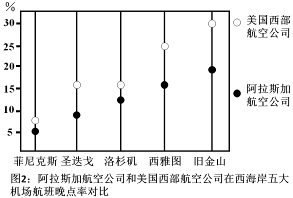 %
30
25
20
15
10
5
美国西部
航空公司
阿拉斯加
航空公司
菲尼克斯 圣迭戈 洛杉矶 西雅图 旧金山
图2：阿拉斯加航空公司和美国西部航空公司在西海岸五大
机场航班晚点率对比